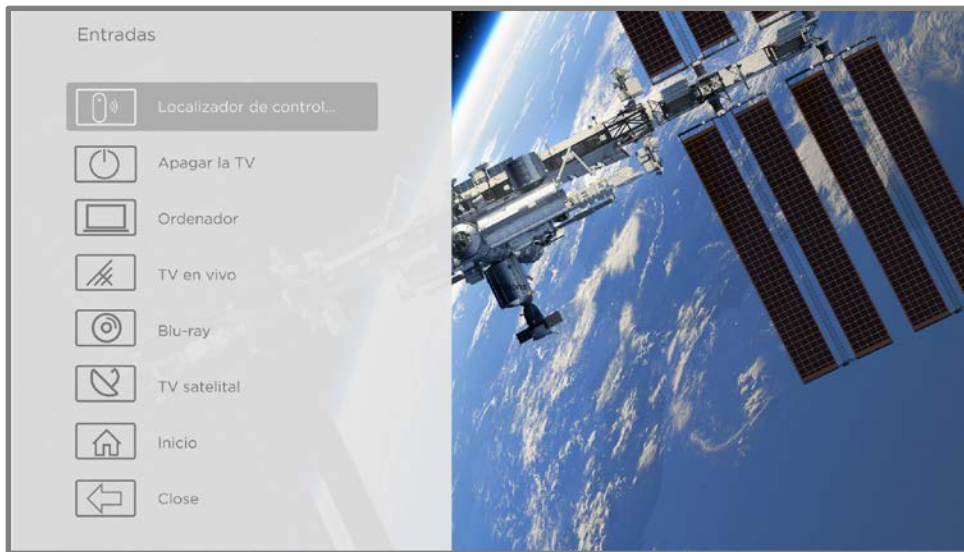 Entradas
Localizador de control...
Apagar la TV
Ordenador
TV en vivo
Blu-ray
TV satelital
Inicio
Close